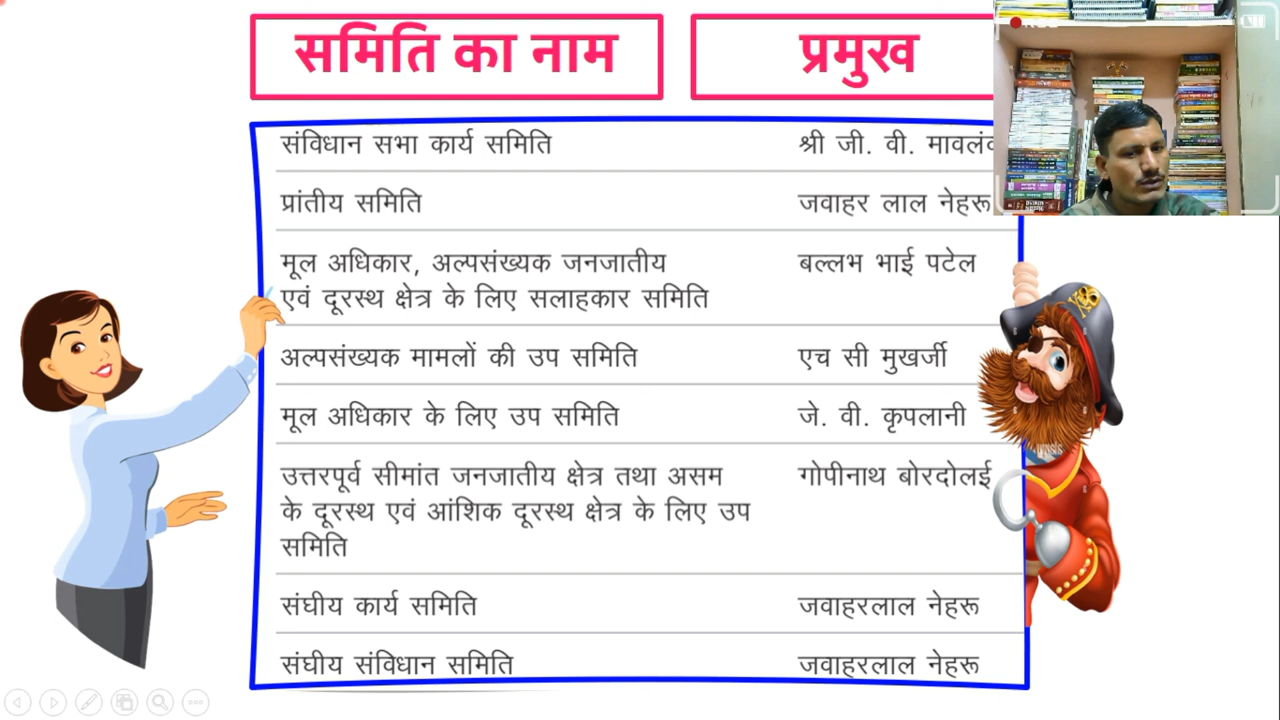 समिति का नाम
प्रमुख
संविधान सभा कार्य समिति
श्री जी. वी.
प्रांतीय समिति
जवाहर लाल नेहरू
मूल अधिकार, अल्पसंख्यक जनजातीय
एवं दूरस्थ क्षेत्र के लिए सलाहकार समिति
बल्लभ भाई पटेल
अल्पसंख्यक मामलों की उप समिति
एच सी मुखर्जी
मूल अधिकार के लिए उप समिति
जे. वी. कृपलानी
उत्तरपूर्व सीमांत जनजातीय क्षेत्र तथा असम
के दूरस्थ एवं आंशिक दूरस्थ क्षेत्र के लिए उप
समिति
गोपीनाथ बोरदोलई
संघीय कार्य समिति
जवाहरलाल नेहरू
संघीय संविधान समिति
जवाहरलाल नेहरू